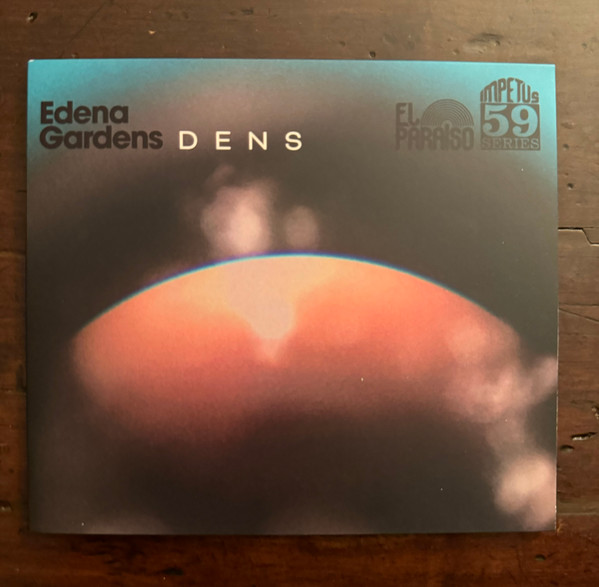 Edena
Gardens DENS
EL
PARAISO
IMPETUS
59
SERIES